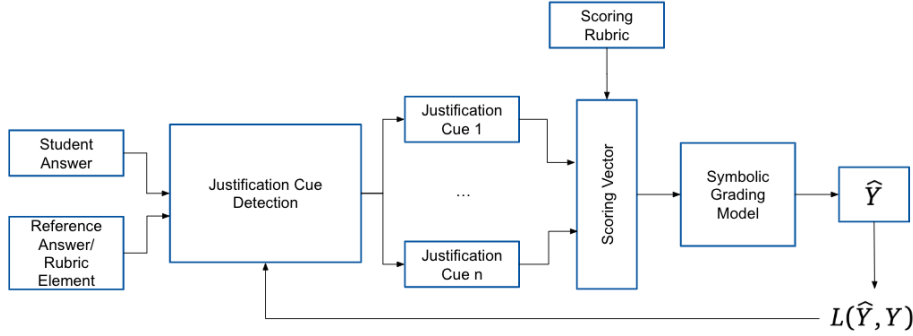 Scoring
Rubric
Student
Answer
Reference
Answer/
Rubric
Element
Justification Cue
Detection
Justification
Cue 1
...
Justification
Cue n
Scoring Vector
Symbolic
Grading
Model
Ŷ
L(Ŷ, Y)